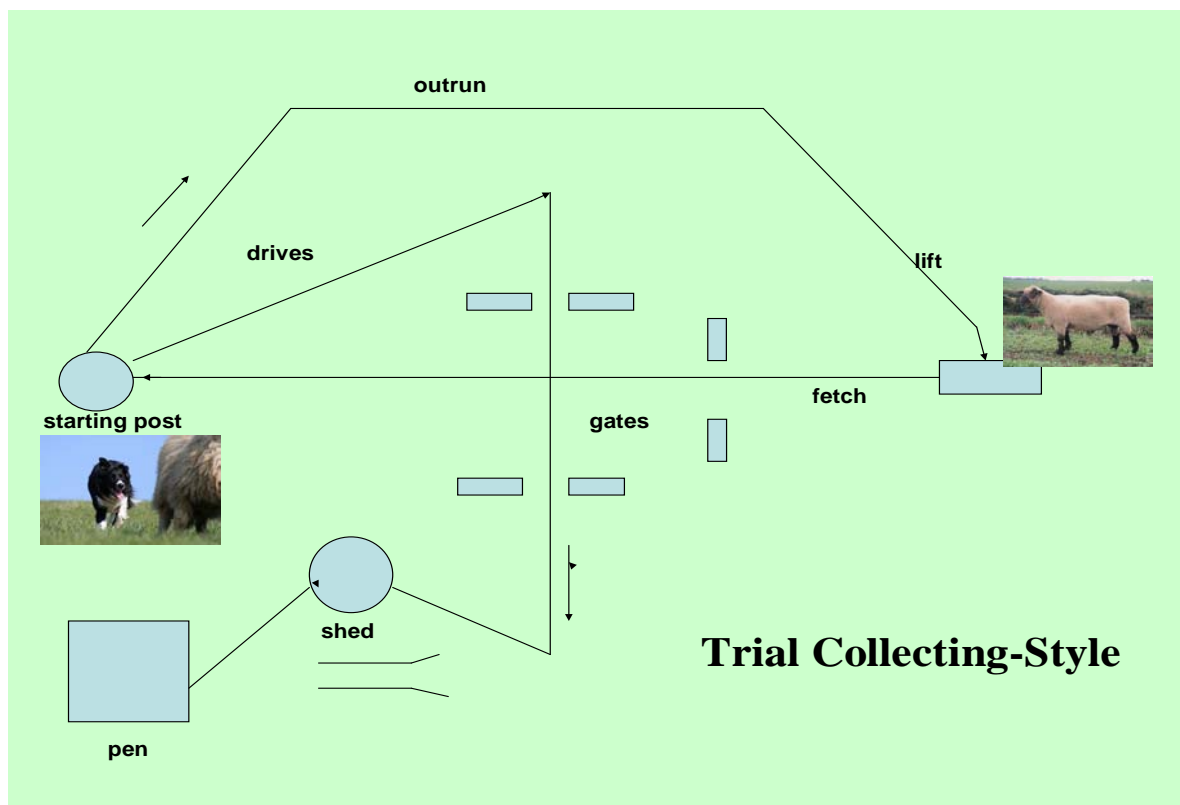 outrun
drives
lift
fetch
starting post
gates
shed
Trial Collecting-Style
pen